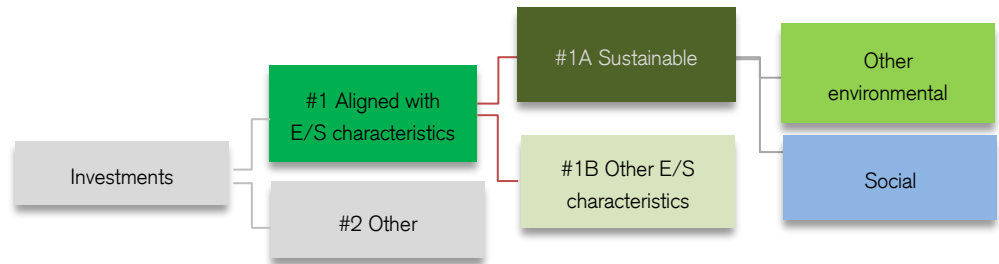 Investments
#1 Aligned with
E/S characteristics
#2 Other
#1A Sustainable
#1B Other E/S
characteristics
Other
environmental
Social